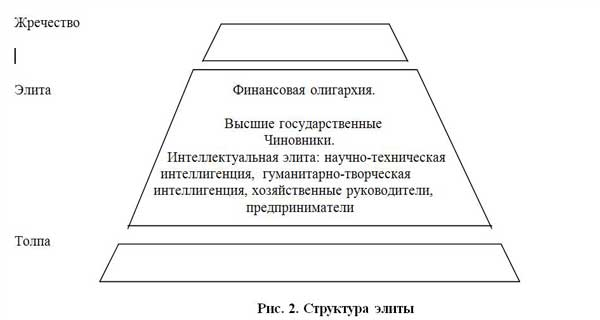 Жречество
Элита
Финансовая олигархия.
Высшие государственные
Чиновники.
Интеллектуальная элита: научно-техническая
интеллигенция, гуманитарно-творческая
интеллигенция, хозяйственные руководители,
предприниматели
Толпа
Рис. 2. Структура элиты